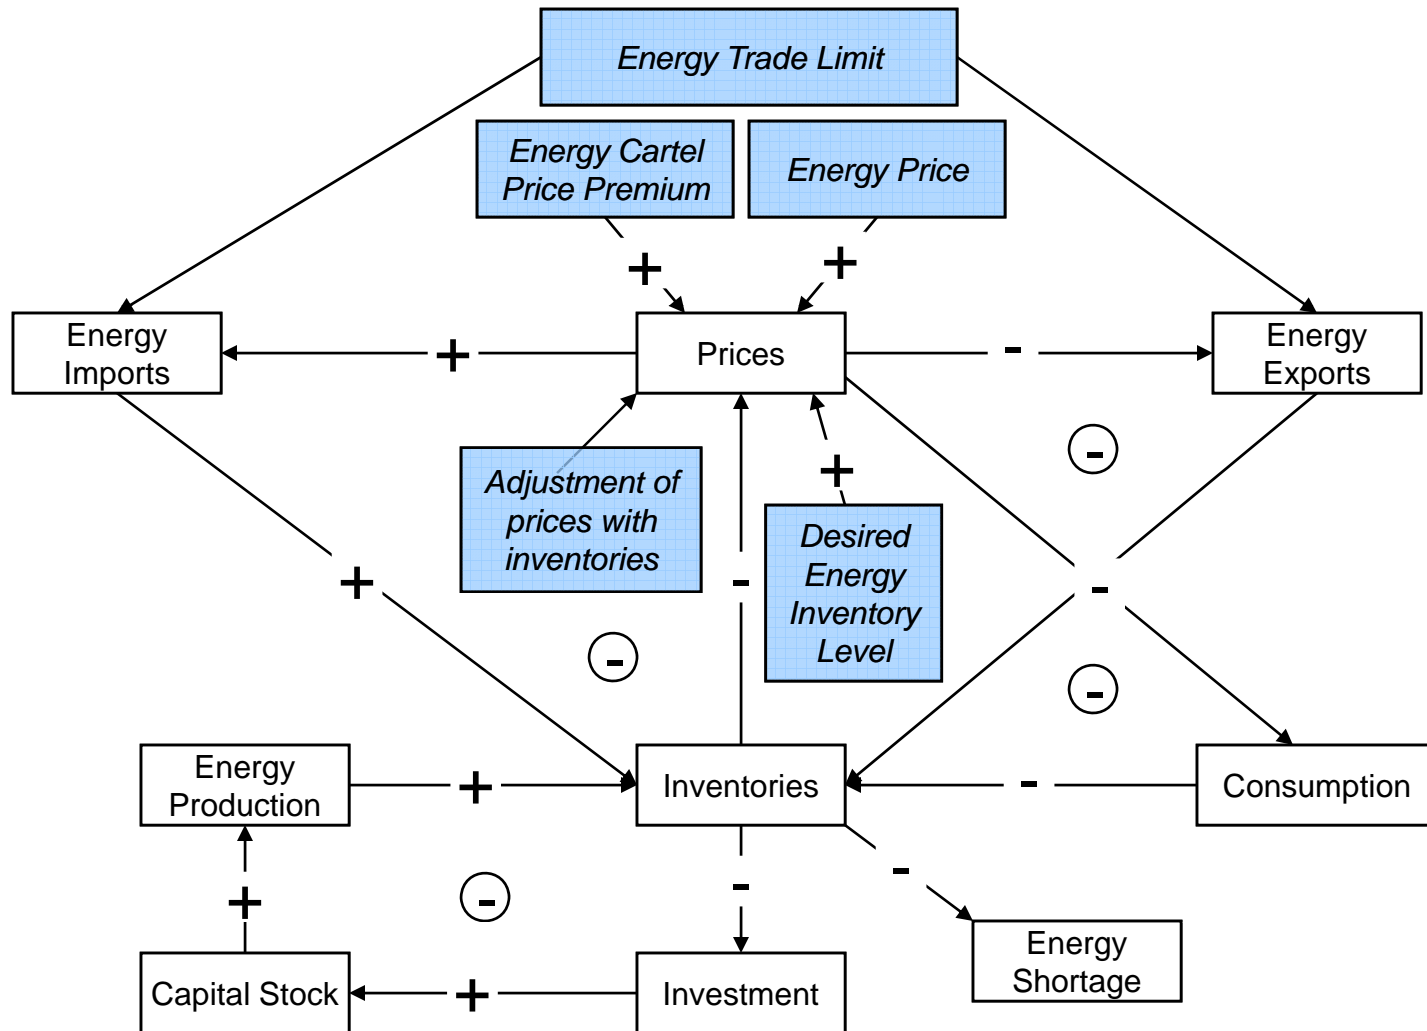 Energy Trade Limit
Energy Cartel
Price Premium
Energy Price
+
+
Energy
Imports
+
Prices
-
Energy
Exports
-
Adjustment of
prices with
inventories
+
Desired
Energy
Inventory
Level
+
-
-
-
-
Energy
Production
+
Inventories
-
Consumption
+
-
-
-
Capital Stock
+
Investment
Energy
Shortage